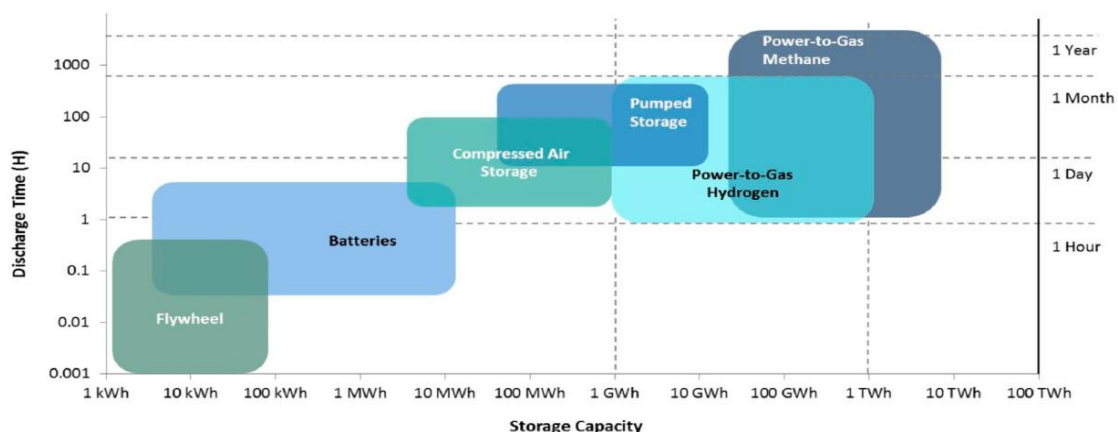 Discharge Time (H)
1000
100
10
1
0.1
0.01
0.001
Power-to-Gas
Methane
Pumped
Storage
Compressed Air
Storage
Power-to-Gas
Hydrogen
Batteries
Flywheel
1 Year
1 Month
1 Day
1 Hour
1 kWh
10 kWh
100 kWh
1 MWh
10 MWh
100 MWh
1 GWh
10 GWh
100 GWh
1 TWh
10 TWh
100 TWh
Storage Capacity